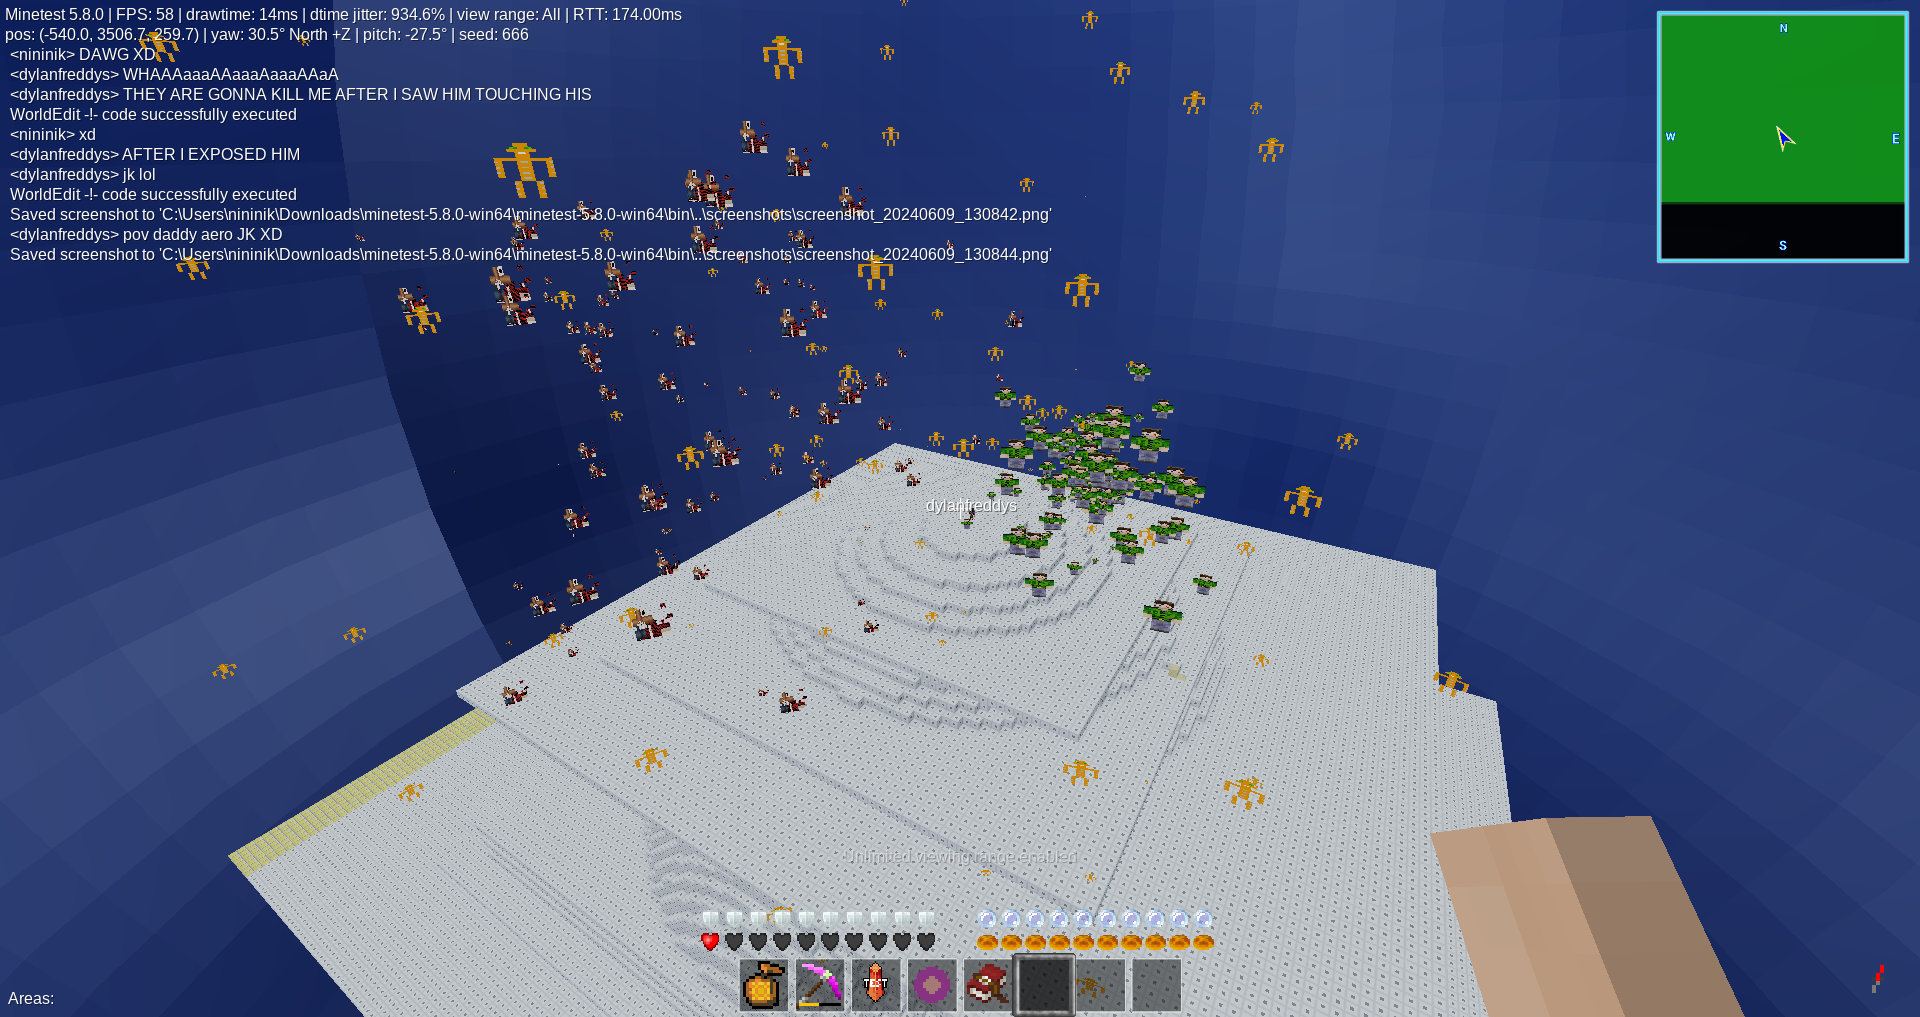 Minetest 5.8.0 | FPS: 58 | drawtime: 14ms | dtime jitter: 934.6% | view range: All | RTT: 174.00ms
pos: (-540.0, 3506.7, 259.7) | yaw: 30.5° North +Z | pitch: -27.5° | seed: 666
<nininik> DAWG XD
<dylanfreddys> WHAAAaaaAAaaaAaaaAAaA
<dylanfreddys> THEY ARE GONNA KILL ME AFTER I SAW HIM TOUCHING HIS
WorldEdit -!- code successfully executed
<nininik> xd
<dylanfreddys> AFTER I EXPOSED HIM
<dylanfreddys> jk lol
WorldEdit -!- code successfully executed
Saved screenshot to 'C:\Users\nininik\Downloads\minetest-5.8.0-win64\minetest-5.8.0-win64\bin\..\screenshots\screenshot_20240609_130842.png'
<dylanfreddys> pov daddy aero JK XD
Saved screenshot to 'C:\Users\nininik\Downloads\minetest-5.8.0-win64\minetest-5.8.0-win64\bin\..\screenshots\screenshot_20240609_130844.png'
N
W
E
S
dylanfreddys
Unlimited viewing range enabled
TEST
Areas: